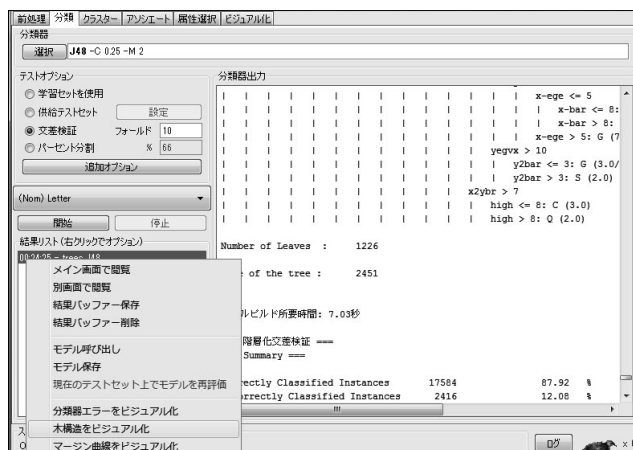 前処理 分類 クラスター アソシエート 属性選択 ビジュアル化
分類器
選択 J48 -C 0.25 -M 2
テストオプション
学習セットを使用
供給テストセット 設定
交差検証 フォールド 10
パーセント分割 % 66
追加オプション
(Nom) Letter
開始 停止
結果リスト (右クリックでオプション)
00:24:25 - trees.J48
メイン画面で閲覧
別画面で閲覧
結果バッファー保存
結果バッファー削除
モデル呼び出し
モデル保存
現在のテストセット上でモデルを再評価
分類器エラーをビジュアル化
木構造をビジュアル化
マージン曲線をビジュアル化
分類器出力
| | | | | | | | | | | | x-ege <= 5
| | | | | | | | | | | | | x-bar <= 8:
| | | | | | | | | | | | | x-bar > 8:
| | | | | | | | | | | | x-ege > 5: G (7
| | | | | | | | | | | yegvx > 10
| | | | | | | | | | | | y2bar <= 3: G (3.0/
| | | | | | | | | | | | y2bar > 3: S (2.0)
| | | | | | | | | | x2ybr > 7
| | | | | | | | | | | high <= 8: C (3.0)
| | | | | | | | | | | high > 8: Q (2.0)
Number of Leaves : 1226
of the tree : 2451
ルビルド所要時間: 7.03秒
階層化交差検証 ===
Summary ===
rectly Classified Instances 17584 87.92 %
orrectly Classified Instances 2416 12.08 %
ログ
x